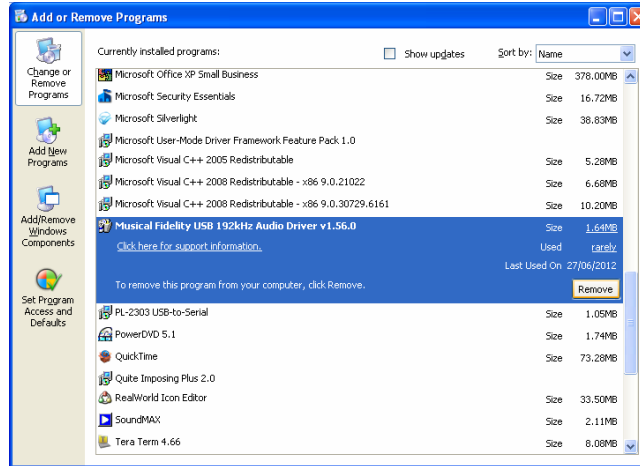 Add or Remove Programs
Change or
Remove
Programs
Add New
Programs
Add/Remove
Windows
Components
Set Program
Access and
Defaults
Currently installed programs:
Show updates
Sort by: Name
Microsoft Office XP Small Business Size 378.00MB
Microsoft Security Essentials Size 16.72MB
Microsoft Silverlight Size 38.83MB
Microsoft User-Mode Driver Framework Feature Pack 1.0
Microsoft Visual C++ 2005 Redistributable Size 5.28MB
Microsoft Visual C++ 2008 Redistributable - x86 9.0.21022 Size 6.68MB
Microsoft Visual C++ 2008 Redistributable - x86 9.0.30729.6161 Size 10.20MB
Musical Fidelity USB 192kHz Audio Driver v1.56.0 Size 1.64MB
Click here for support information. Used rarely
Last Used On 27/06/2012
To remove this program from your computer, click Remove. Remove
PL-2303 USB-to-Serial Size 1.05MB
PowerDVD 5.1 Size 1.74MB
QuickTime Size 73.28MB
Quite Imposing Plus 2.0
RealWorld Icon Editor Size 33.50MB
SoundMAX Size 2.11MB
Tera Term 4.66 Size 8.08MB